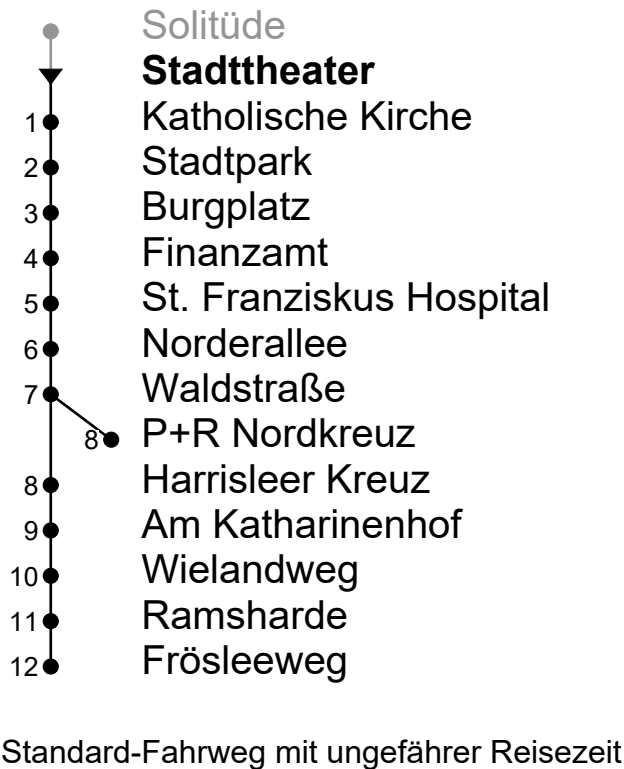 Solitüde
Stadttheater
1 Katholische Kirche
2 Stadtpark
3 Burgplatz
4 Finanzamt
5 St. Franziskus Hospital
6 Norderallee
7 Waldstraße
8 P+R Nordkreuz
8 Harrisleer Kreuz
9 Am Katharinenhof
10 Wielandweg
11 Ramsharde
12 Frösleeweg
Standard-Fahrweg mit ungefährer Reisezeit